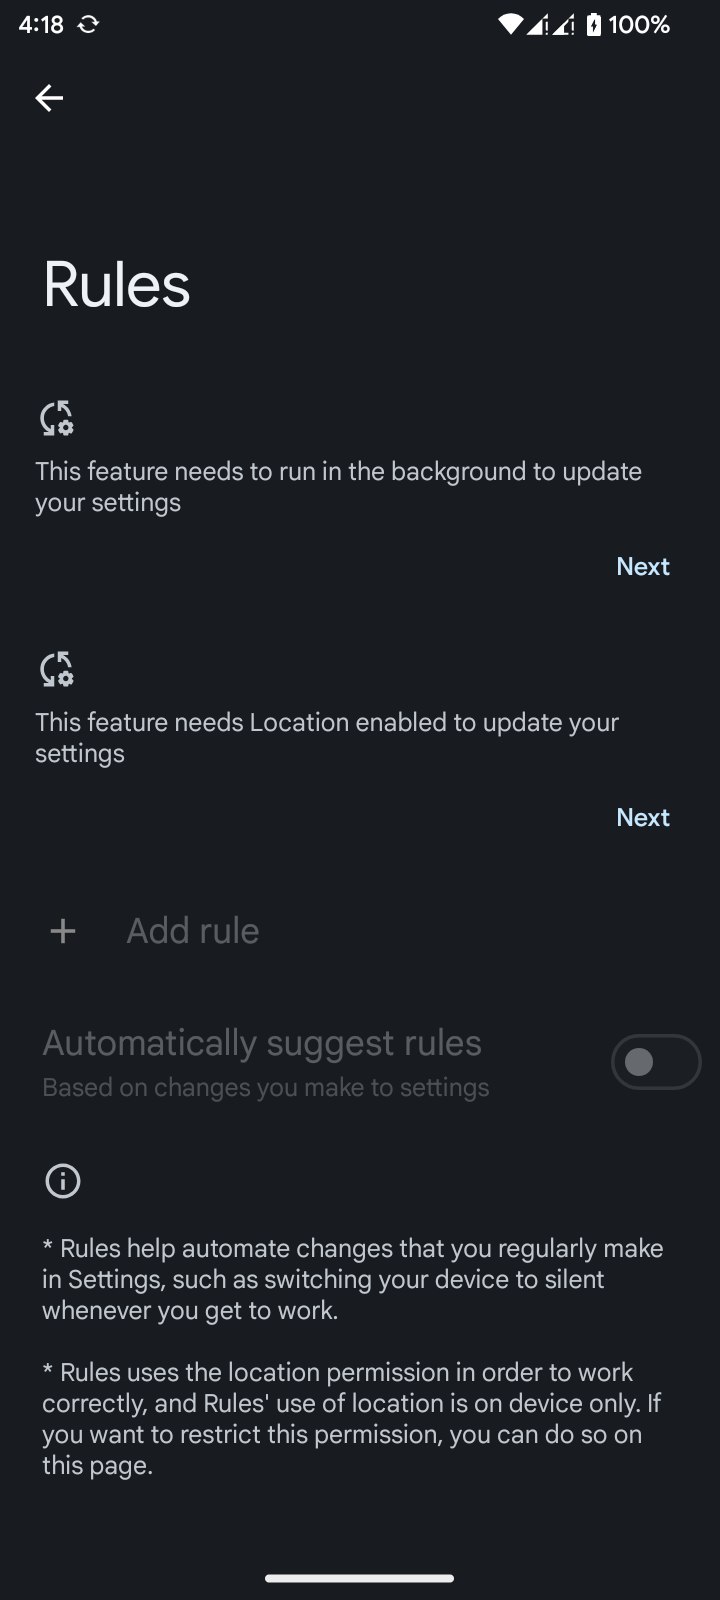 4:18
100%
Rules
This feature needs to run in the background to update
your settings
Next
This feature needs Location enabled to update your
settings
Next
Add rule
Automatically suggest rules
Based on changes you make to settings
* Rules help automate changes that you regularly make
in Settings, such as switching your device to silent
whenever you get to work.
* Rules uses the location permission in order to work
correctly, and Rules' use of location is on device only. If
you want to restrict this permission, you can do so on
this page.